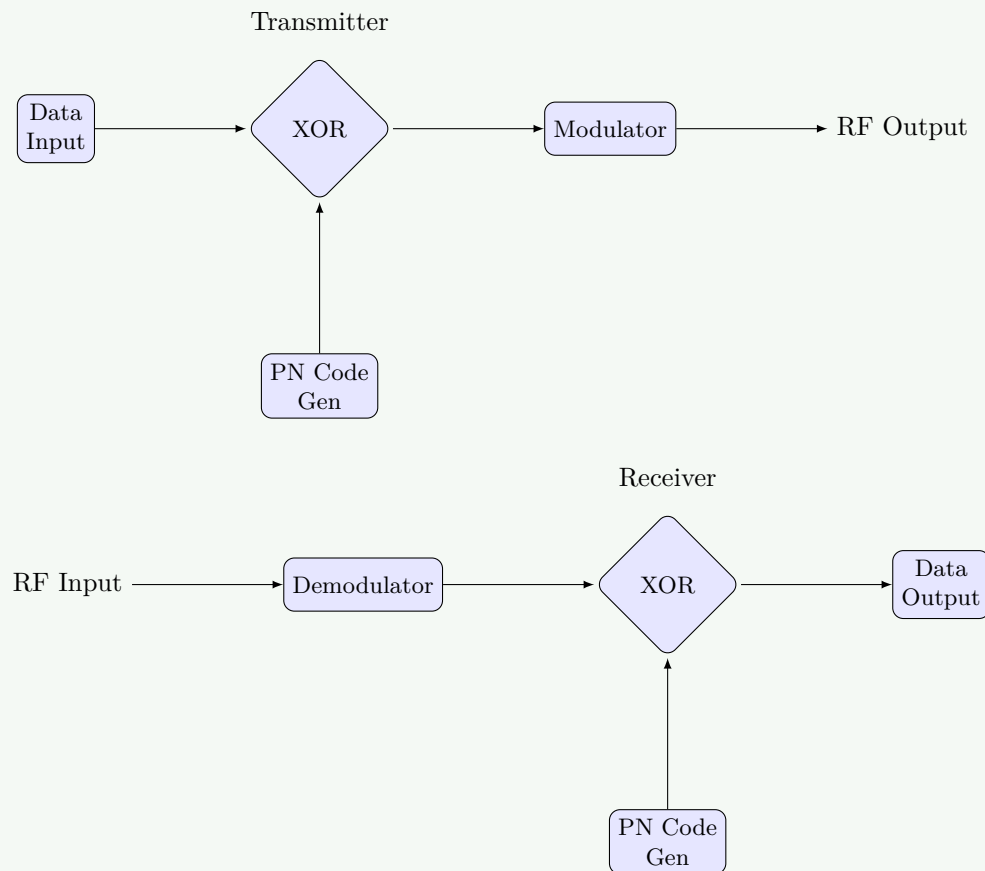 Transmitter
Data
Input
XOR
Modulator
RF Output
PN Code
Gen
Receiver
RF Input
Demodulator
XOR
Data
Output
PN Code
Gen